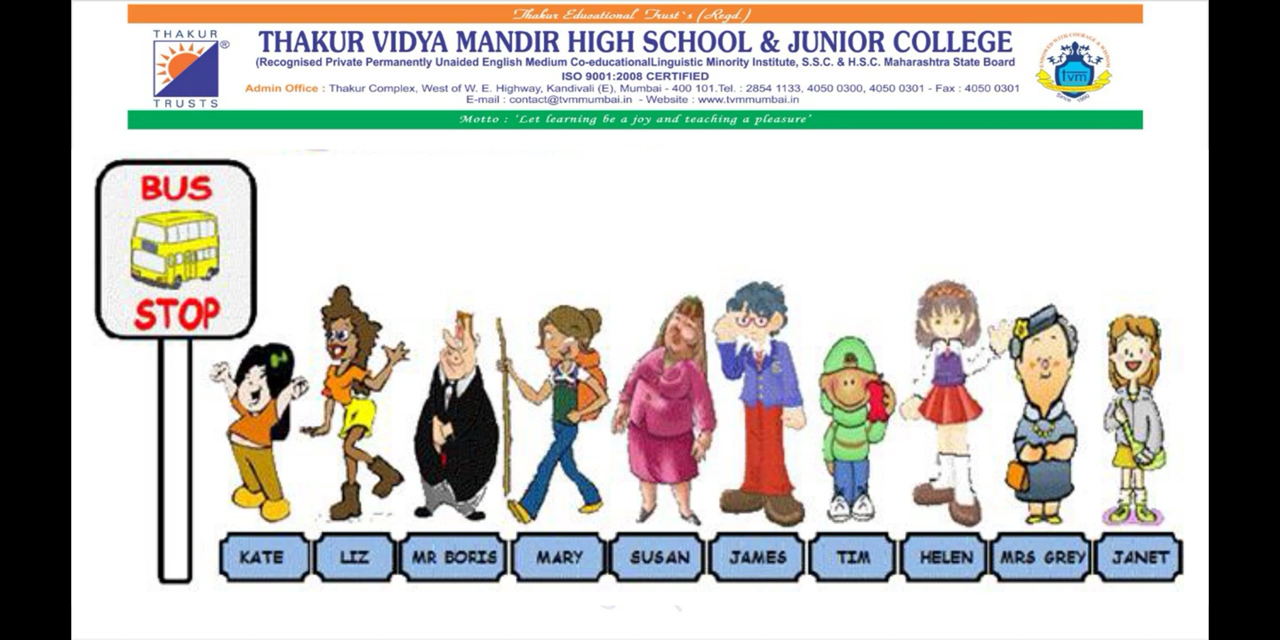 Thakur Educational Trust`s (Regd.)
THAKUR
TRUSTS
®
THAKUR VIDYA MANDIR HIGH SCHOOL & JUNIOR COLLEGE
(Recognised Private Permanently Unaided English Medium Co-educationalLinguistic Minority Institute, S.S.C. & H.S.C. Maharashtra State Board
ISO 9001:2008 CERTIFIED
Admin Office : Thakur Complex, West of W. E. Highway, Kandivali (E), Mumbai - 400 101.Tel. : 2854 1133, 4050 0300, 4050 0301 - Fax : 4050 0301
E-mail : contact@tvmmumbai.in - Website : www.tvmmumbai.in
tvm
Motto : 'Let learning be a joy and teaching a pleasure'
BUS
STOP
KATE
LIZ
MR BORIS
MARY
SUSAN
JAMES
TIM
HELEN
MRS GREY
JANET